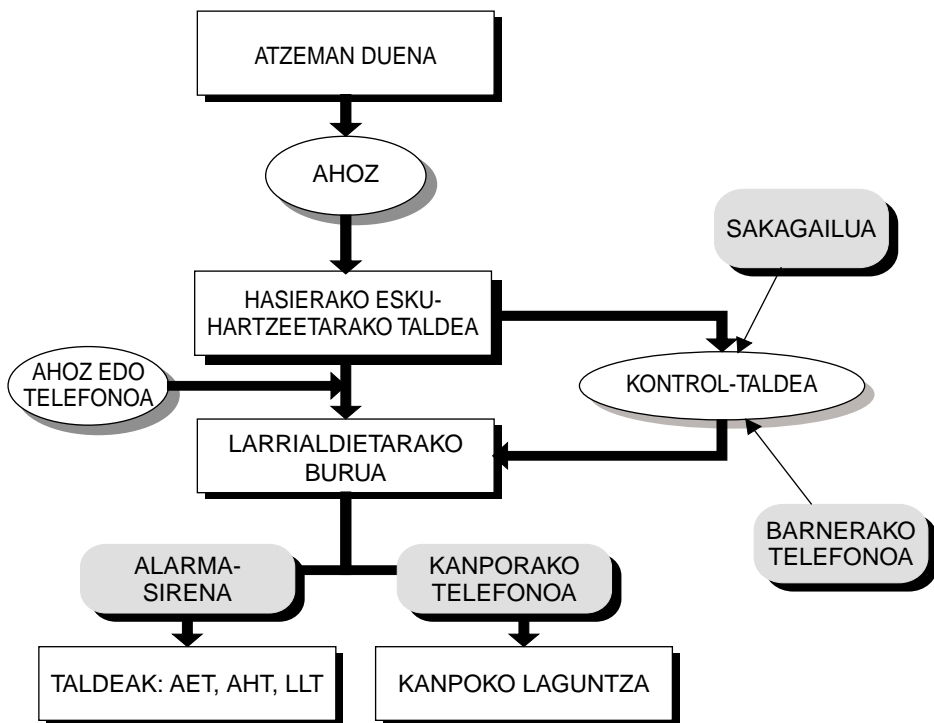 ATZEMAN DUENA
AHOZ
SAKAGAILUA
HASIERAKO ESKU-
HARTZEETARAKO TALDEA
AHOZ EDO
TELEFONOA
KONTROL-TALDEA
LARRIALDIETARAKO
BURUA
BARNERAKO
TELEFONOA
ALARMA-
SIRENA
KANPORAKO
TELEFONOA
TALDEAK: AET, AHT, LLT
KANPOKO LAGUNTZA